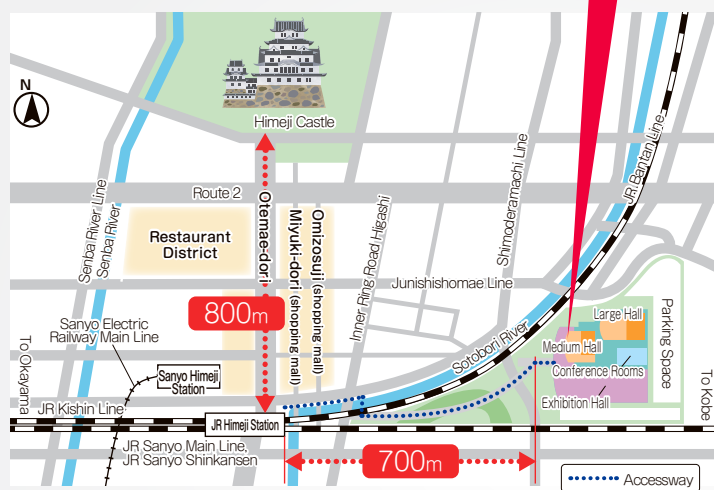 N
Himeji Castle
Route 2
Senba River Line
Senba River
Restaurant
District
Otemae-dori
Miyuki-dori (shopping mall)
Omizosuji (shopping mall)
Inner Ring Road Higashi
Shimoderamachi Line
JR Bantan Line
Junishishomae Line
800m
Sotobori River
Sanyo Electric
Railway Main Line
Sanyo Himeji
Station
To Okayama
JR Kishin Line
JR Himeji Station
JR Sanyo Main Line,
JR Sanyo Shinkansen
700m
Large Hall
Medium Hall
Conference Rooms
Exhibition Hall
Parking Space
To Kobe
Accessway